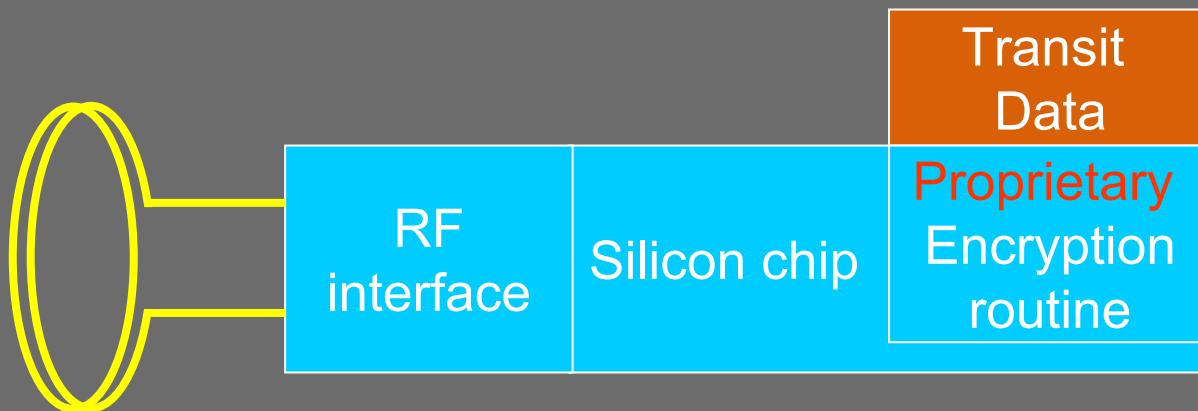 Transit
Data
Proprietary
Encryption
routine
RF
interface
Silicon chip